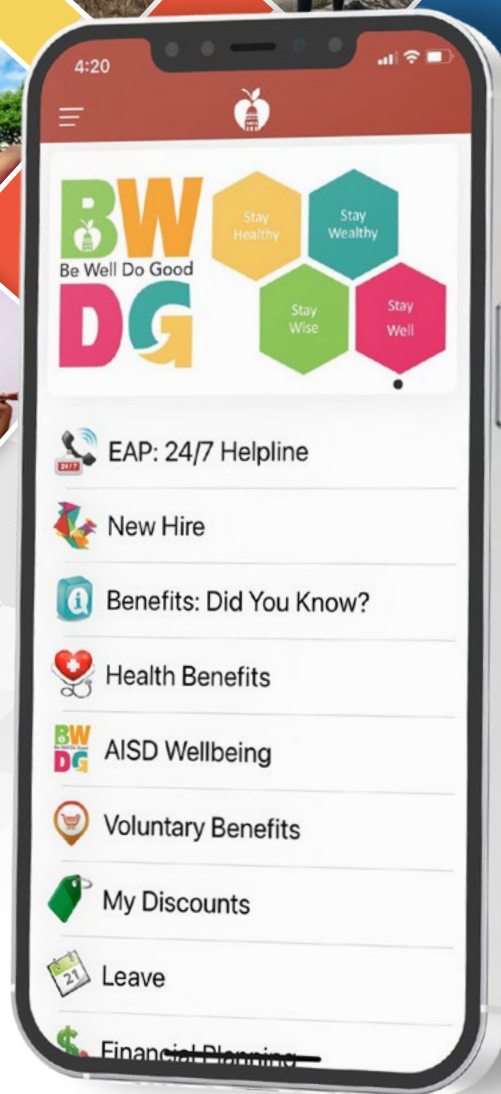 4:20
BW
Be Well Do Good
DG
Stay
Healthy
Stay
Wealthy
Stay
Wise
Stay
Well
24/7
EAP: 24/7 Helpline
New Hire
Benefits: Did You Know?
Health Benefits
BW
DG
AISD Wellbeing
Voluntary Benefits
My Discounts
21
Leave
Financial Planning